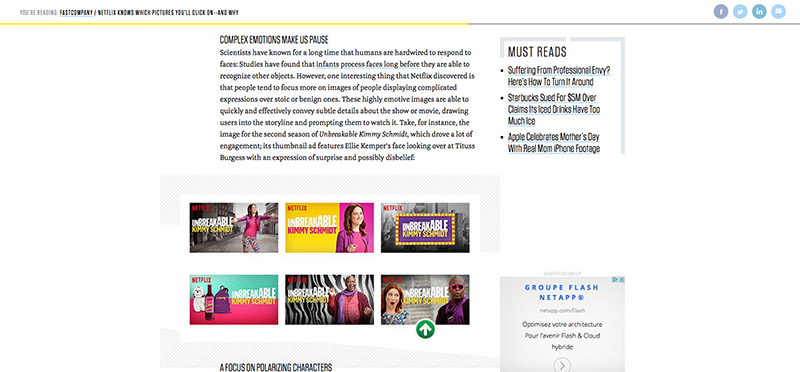 YOU'RE READING: FASTCOMPANY / NETFLIX KNOWS WHICH PICTURES YOU'LL CLICK ON--AND WHY
COMPLEX EMOTIONS MAKE US PAUSE
Scientists have known for a long time that humans are hardwired to respond to
faces: Studies have found that infants process faces long before they are able to
recognize other objects. However, one interesting thing that Netflix discovered is
that people tend to focus more on images of people displaying complicated
expressions over stoic or benign ones. These highly emotive images are able to
quickly and effectively convey subtle details about the show or movie, drawing
users into the storyline and prompting them to watch it. Take, for instance, the
image for the second season of Unbreakable Kimmy Schmidt, which drove a lot of
engagement; its thumbnail ad features Ellie Kemper's face looking over at Tituss
Burgess with an expression of surprise and possibly disbelief:
MUST READS
Suffering From Professional Envy?
Here's How To Turn It Around
Starbucks Sued For $5M Over
Claims Its Iced Drinks Have Too
Much Ice
Apple Celebrates Mother's Day
With Real Mom iPhone Footage
NETFLIX
UNBREAKABLE
KIMMY SCHMIDT
NETFLIX
UNBREAKABLE
KIMMY SCHMIDT
NETFLIX
UNBREAKABLE
KIMMY SCHMIDT
NETFLIX
UNBREAKABLE
KIMMY SCHMIDT
NETFLIX
UNBREAKABLE
KIMMY SCHMIDT
NETFLIX
UNBREAKABLE
KIMMY SCHMIDT
ADVERTISEMENT
GROUPE FLASH
NETAPP®
netapp.com/Flash
Optimisez votre architecture
Pour l'avenir Flash & Cloud
hybride
A FOCUS ON POLARIZING CHARACTERS